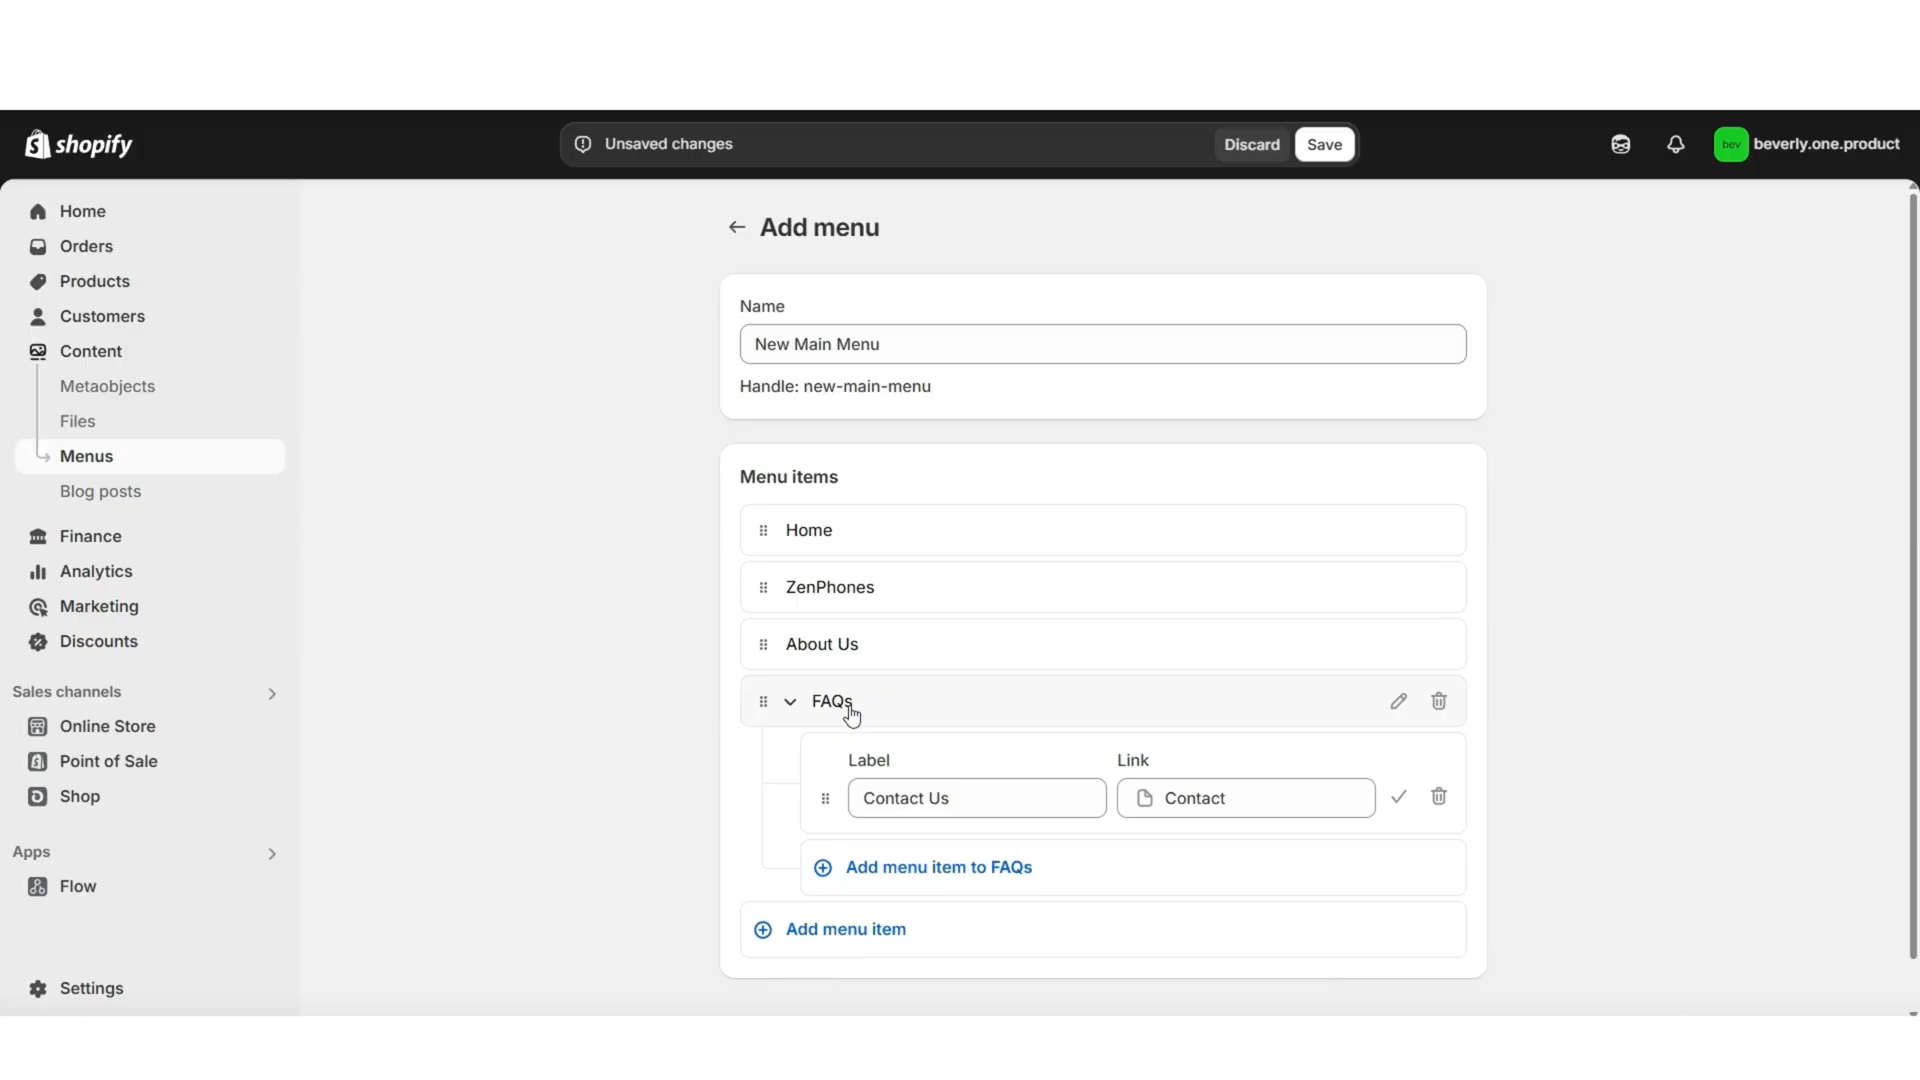 shopify
Unsaved changes
Discard
Save
bev
beverly.one.product
Home
Orders
Products
Customers
Content
Metaobjects
Files
Menus
Blog posts
Finance
Analytics
Marketing
Discounts
Sales channels
Online Store
Point of Sale
Shop
Apps
Flow
Settings
Add menu
Name
New Main Menu
Handle: new-main-menu
Menu items
Home
ZenPhones
About Us
FAQs
Label
Link
Contact Us
Contact
Add menu item to FAQs
Add menu item